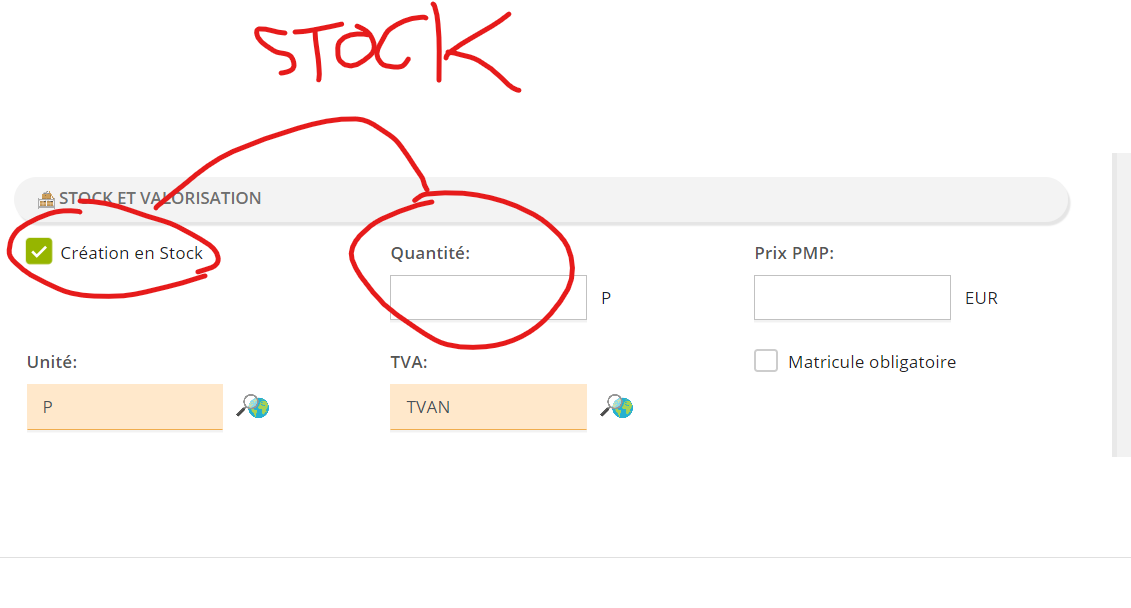 STOCK
STOCK ET VALORISATION
Création en Stock
Quantité:
P
Prix PMP:
EUR
Unité:
P
TVA:
TVAN
Matricule obligatoire